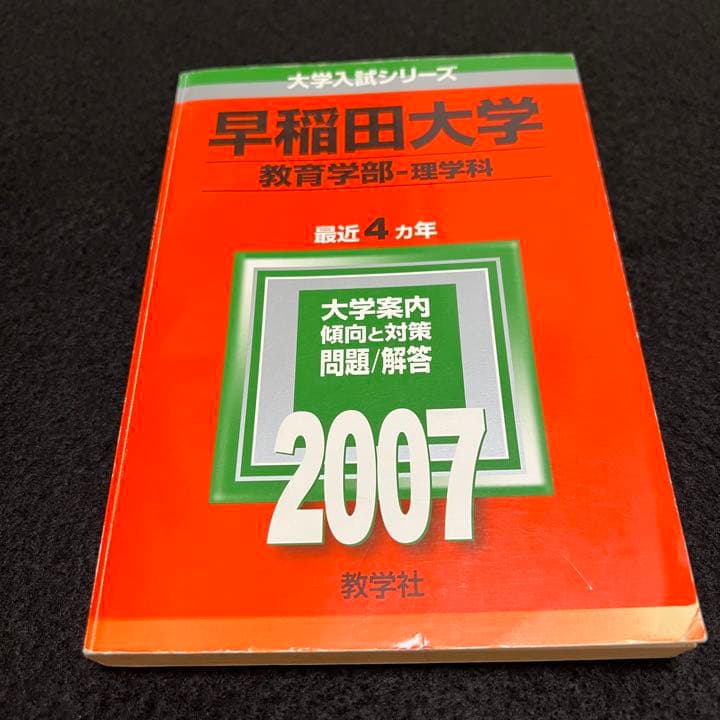 大学入試シリーズ
早稲田大学
教育学部-理学科
最近4ヵ年
大学案内
傾向と対策
問題/解答
2007
教学社